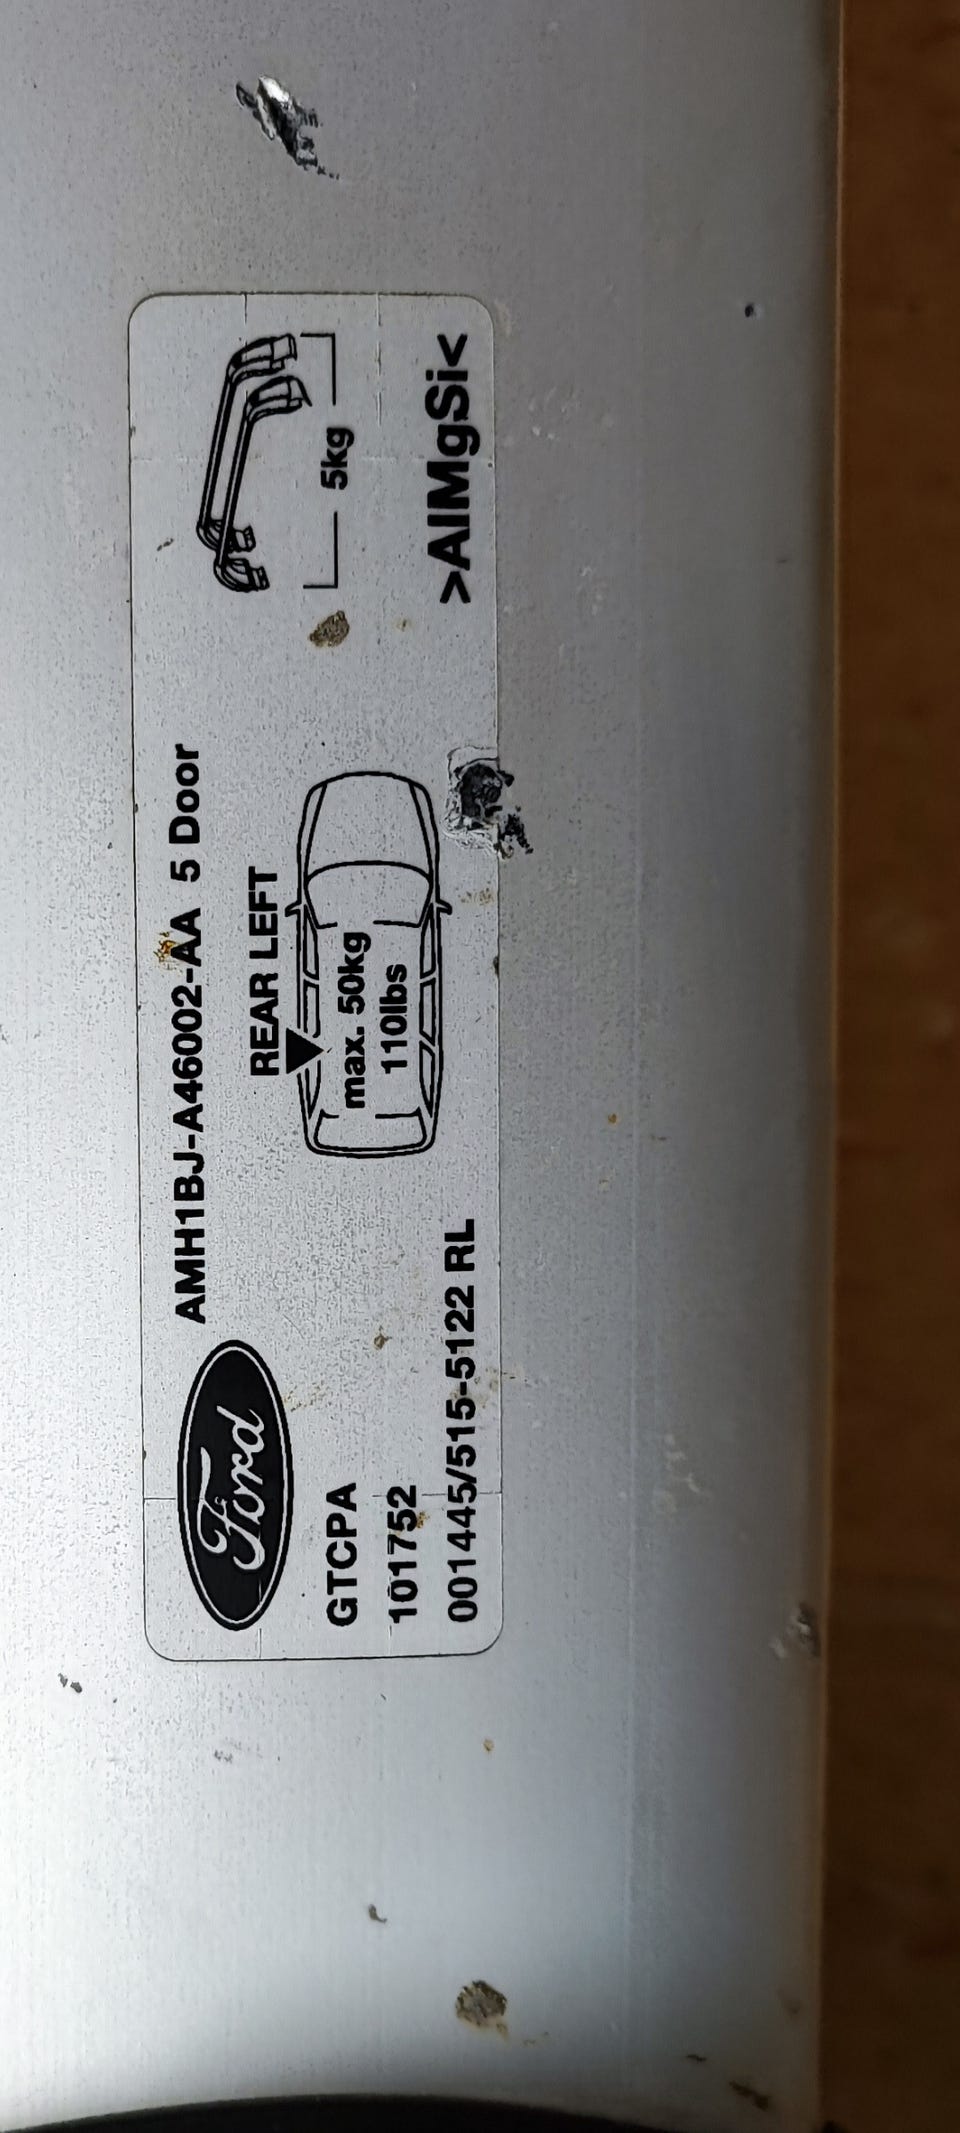 Ford
AMH1BJ-A46002-AA 5 Door
REAR LEFT
max. 50kg
110lbs
5kg
GTCPA
101752
001445/515-5122 RL
>AlMgSi<